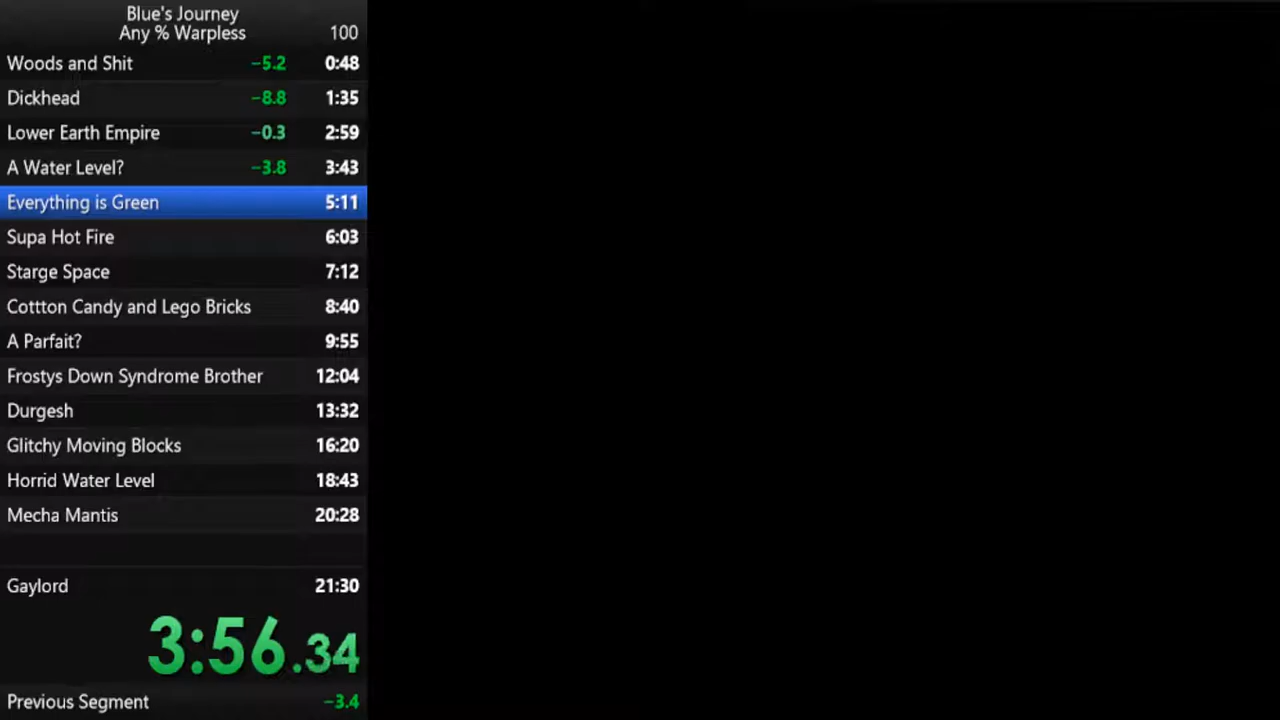 Blue's Journey
Any % Warpless 100
Woods and Shit −5.2 0:48
Dickhead −8.8 1:35
Lower Earth Empire −0.3 2:59
A Water Level? −3.8 3:43
Everything is Green 5:11
Supa Hot Fire 6:03
Starge Space 7:12
Cottton Candy and Lego Bricks 8:40
A Parfait? 9:55
Frostys Down Syndrome Brother 12:04
Durgesh 13:32
Glitchy Moving Blocks 16:20
Horrid Water Level 18:43
Mecha Mantis 20:28
Gaylord 21:30
3:56.34
Previous Segment −3.4